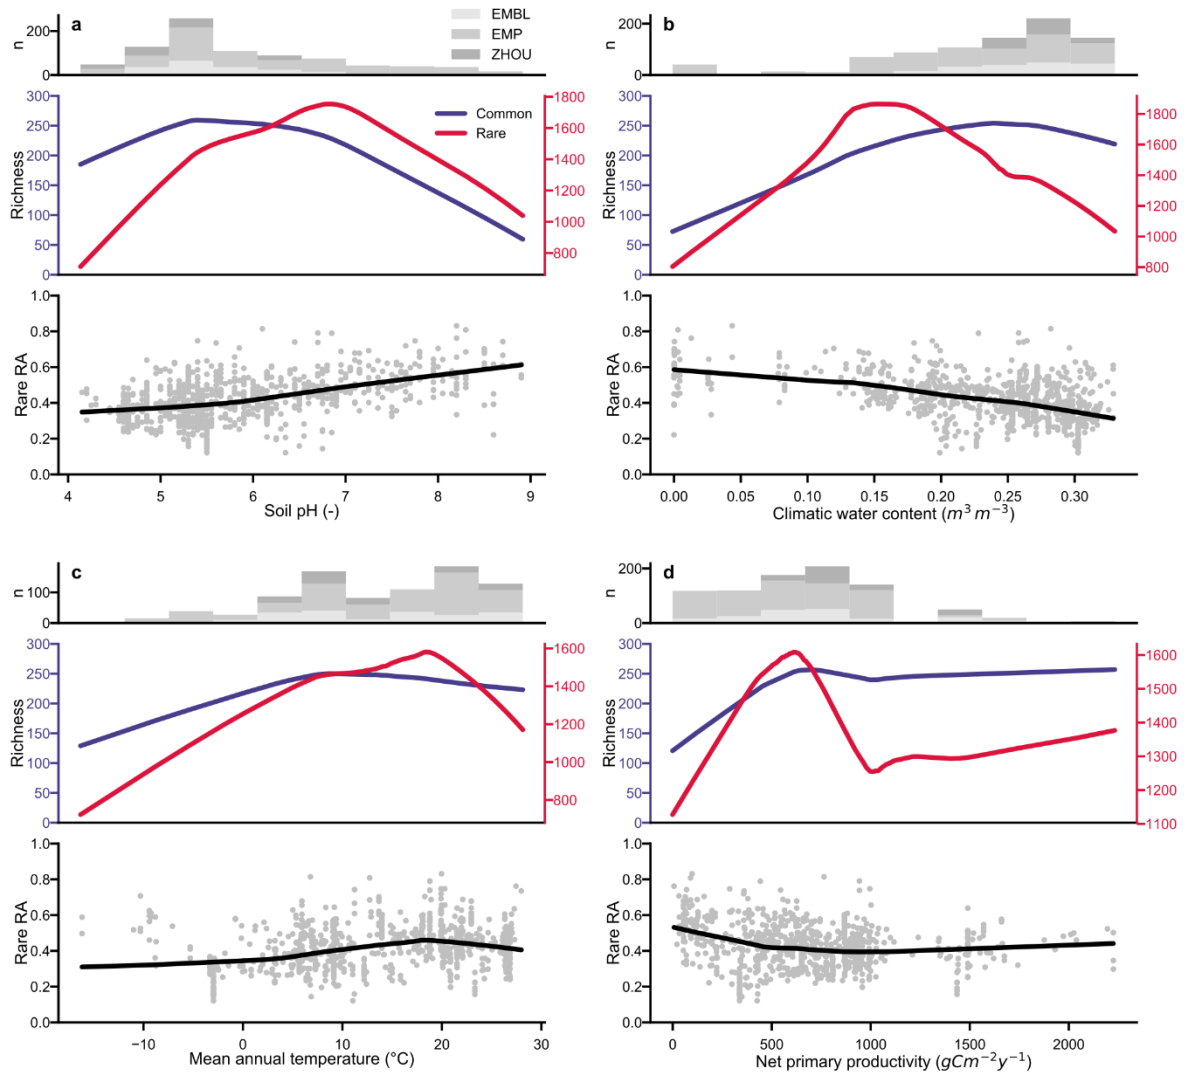 a
EMBL
EMP
ZHOU
n
200
0
Common
Rare
Richness
300
250
200
150
100
50
0
1800
1600
1400
1200
1000
800
Rare RA
1.0
0.8
0.6
0.4
0.2
0.0
4 5 6 7 8 9
Soil pH (-)
b
n
200
0
Richness
300
250
200
150
100
50
0
1800
1600
1400
1200
1000
800
Rare RA
1.0
0.8
0.6
0.4
0.2
0.0
0.00 0.05 0.10 0.15 0.20 0.25 0.30
Climatic water content (m³ m⁻³)
c
n
100
0
Richness
300
250
200
150
100
50
0
1600
1400
1200
1000
800
Rare RA
1.0
0.8
0.6
0.4
0.2
0.0
−10 0 10 20 30
Mean annual temperature (°C)
d
n
200
0
Richness
300
250
200
150
100
50
0
1600
1500
1400
1300
1200
1100
Rare RA
1.0
0.8
0.6
0.4
0.2
0.0
0 500 1000 1500 2000
Net primary productivity (gCm⁻²y⁻¹)